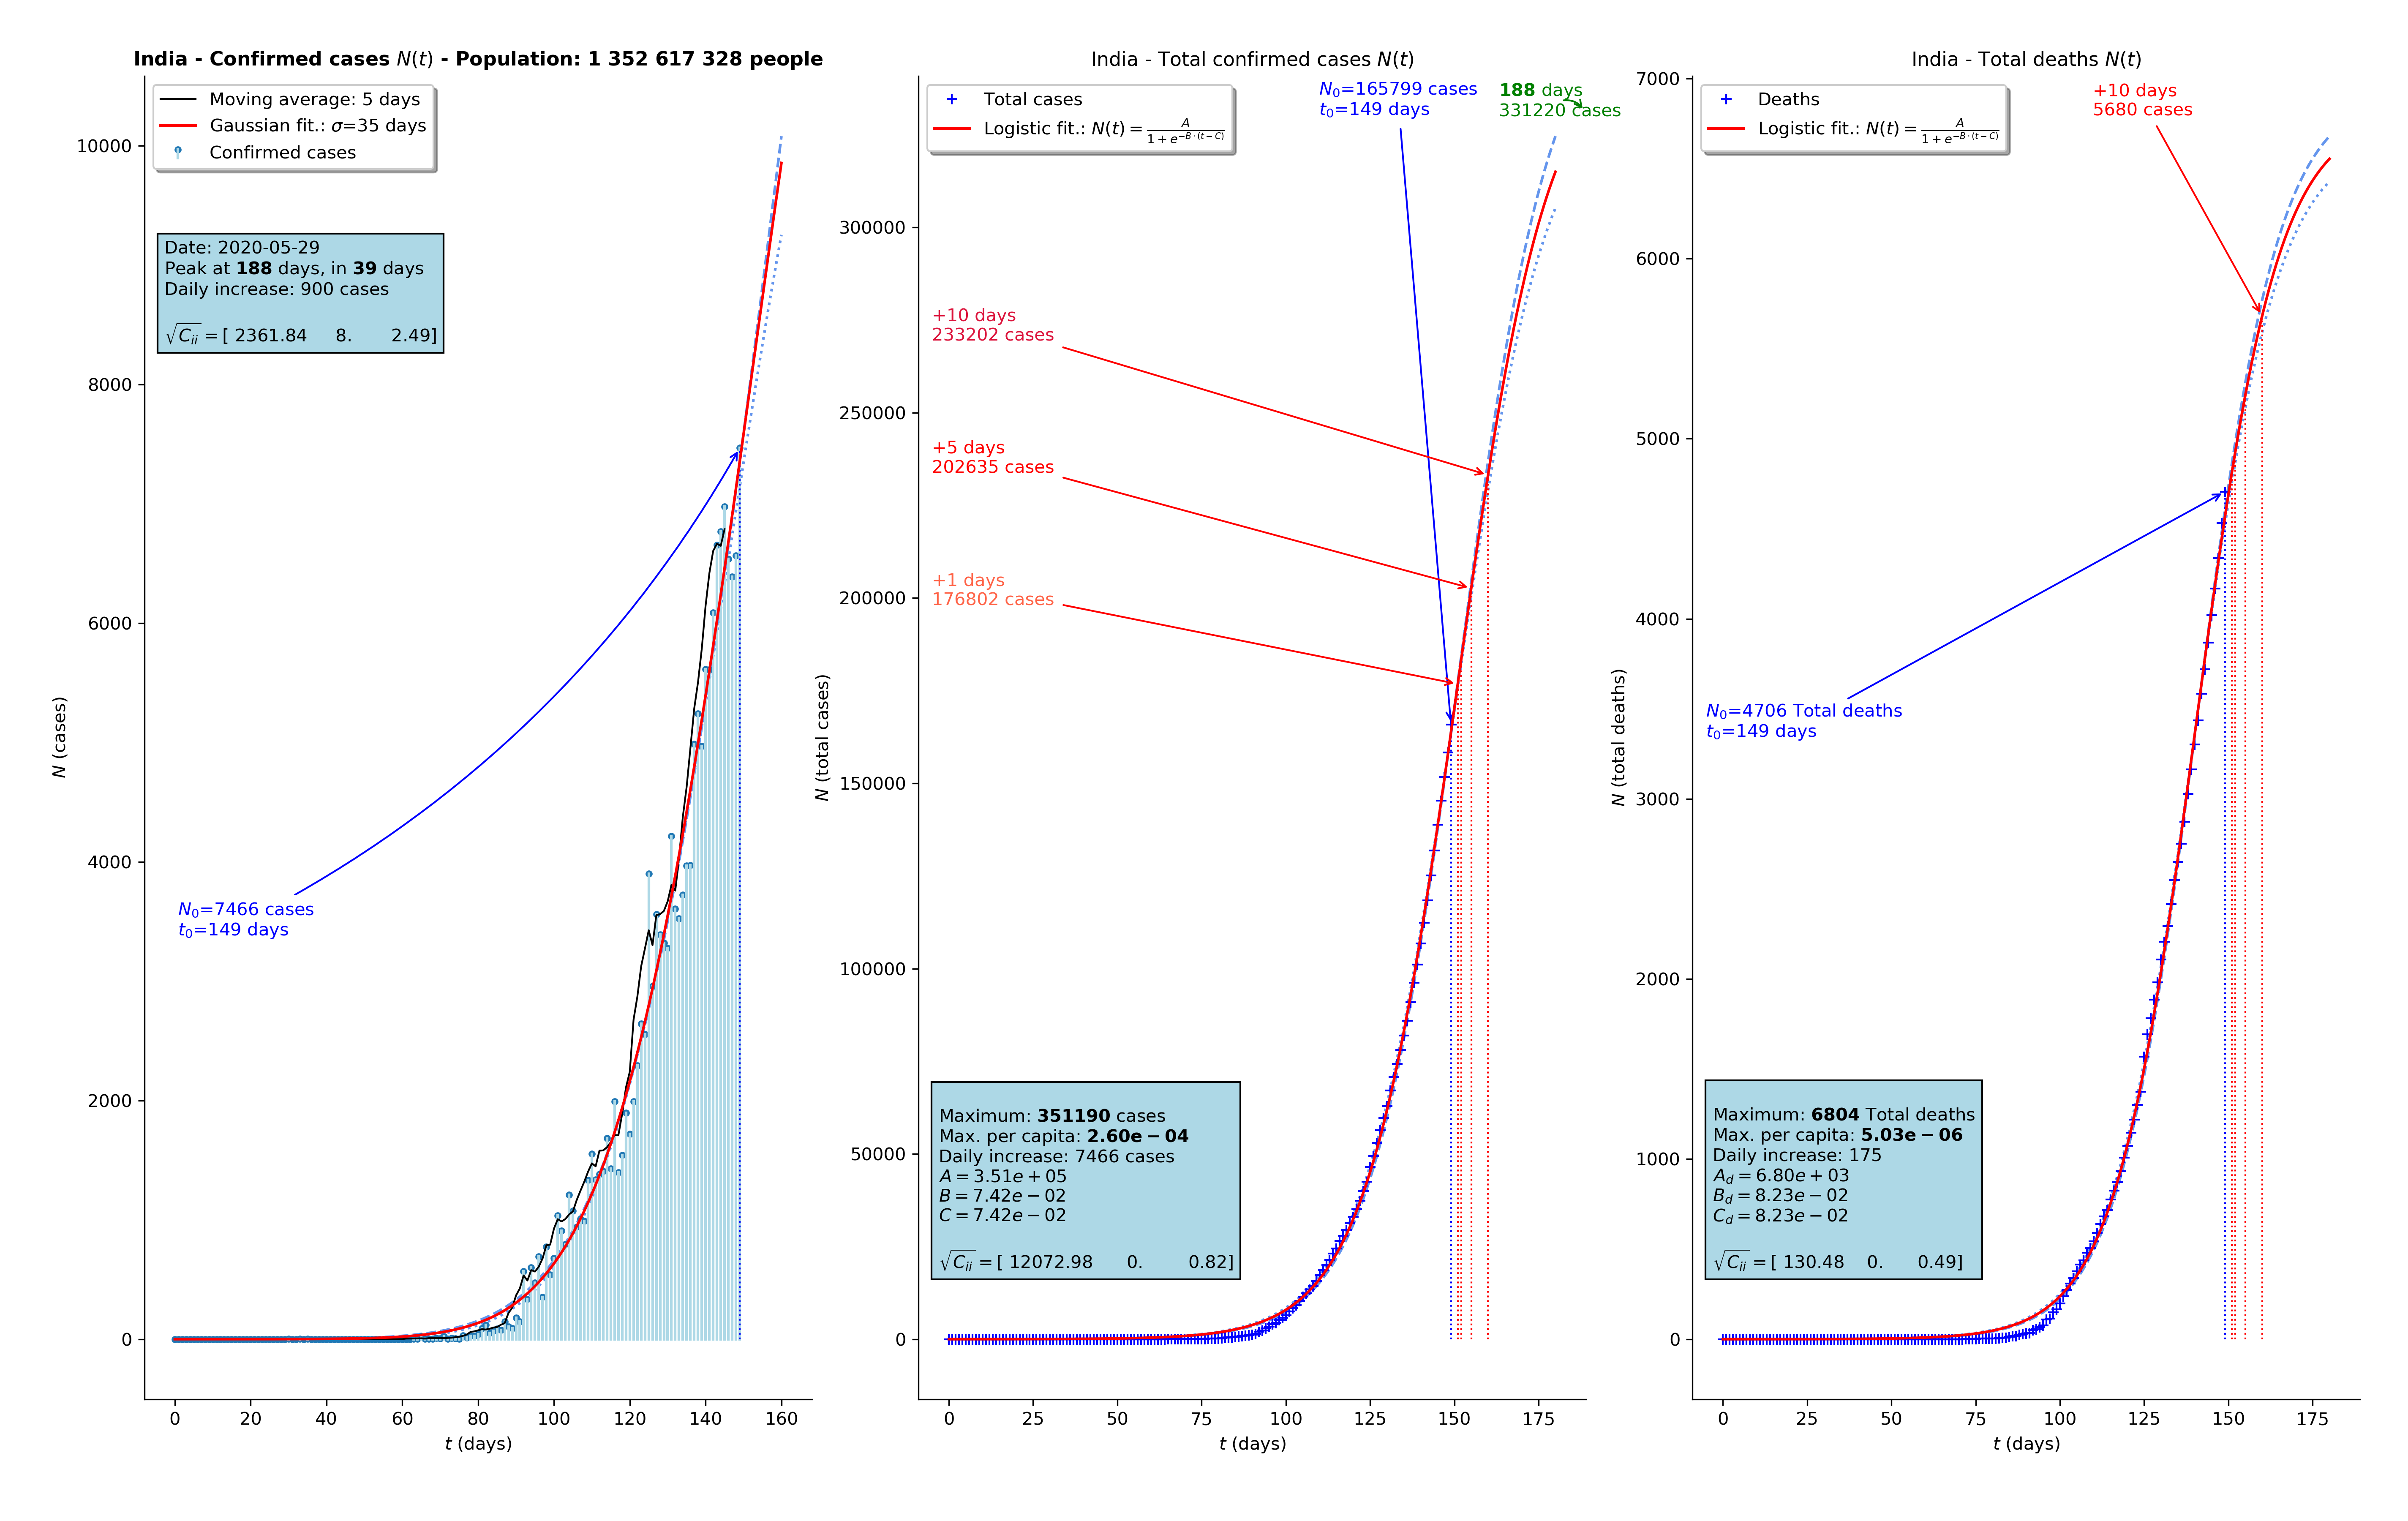 India - Confirmed cases N(t) - Population: 1 352 617 328 people
Moving average: 5 days
Gaussian fit.: σ=35 days
Confirmed cases
Date: 2020-05-29
Peak at 188 days, in 39 days
Daily increase: 900 cases
√C_ii = [ 2361.84 8. 2.49]
N₀=7466 cases
t₀=149 days
N (cases)
10000
8000
6000
4000
2000
0
0 20 40 60 80 100 120 140 160
t (days)
India - Total confirmed cases N(t)
Total cases
Logistic fit.: N(t) = A / (1 + e^(−B·(t−C)))
N₀=165799 cases
t₀=149 days
188 days
331220 cases
+10 days
233202 cases
+5 days
202635 cases
+1 days
176802 cases
Maximum: 351190 cases
Max. per capita: 2.60e − 04
Daily increase: 7466 cases
A = 3.51e + 05
B = 7.42e − 02
C = 7.42e − 02
√C_ii = [ 12072.98 0. 0.82]
N (total cases)
300000
250000
200000
150000
100000
50000
0
0 25 50 75 100 125 150 175
t (days)
India - Total deaths N(t)
Deaths
Logistic fit.: N(t) = A / (1 + e^(−B·(t−C)))
+10 days
5680 cases
N₀=4706 Total deaths
t₀=149 days
Maximum: 6804 Total deaths
Max. per capita: 5.03e − 06
Daily increase: 175
A_d = 6.80e + 03
B_d = 8.23e − 02
C_d = 8.23e − 02
√C_ii = [ 130.48 0. 0.49]
N (total deaths)
7000
6000
5000
4000
3000
2000
1000
0
0 25 50 75 100 125 150 175
t (days)